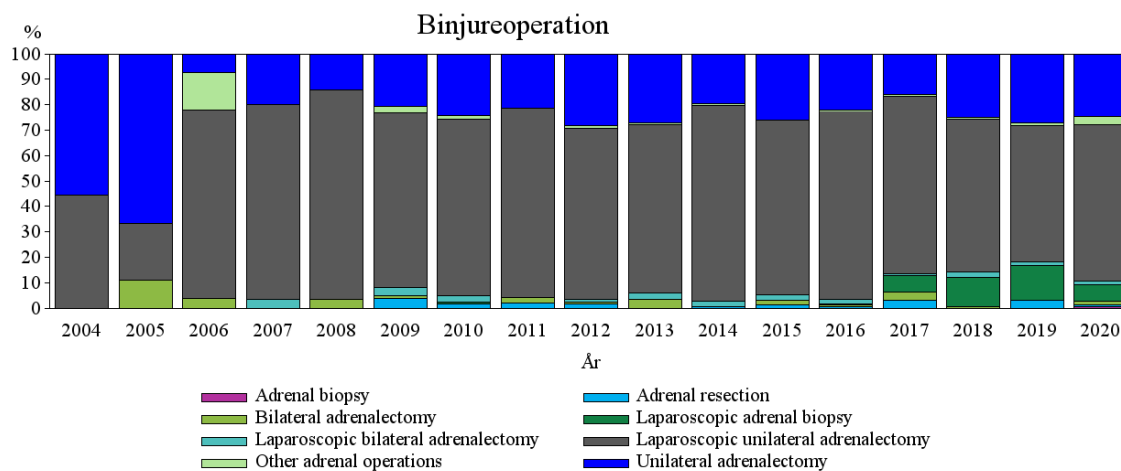 Binjureoperation
%
100
90
80
70
60
50
40
30
20
10
0
2004 2005 2006 2007 2008 2009 2010 2011 2012 2013 2014 2015 2016 2017 2018 2019 2020
År
Adrenal biopsy Adrenal resection
Bilateral adrenalectomy Laparoscopic adrenal biopsy
Laparoscopic bilateral adrenalectomy Laparoscopic unilateral adrenalectomy
Other adrenal operations Unilateral adrenalectomy